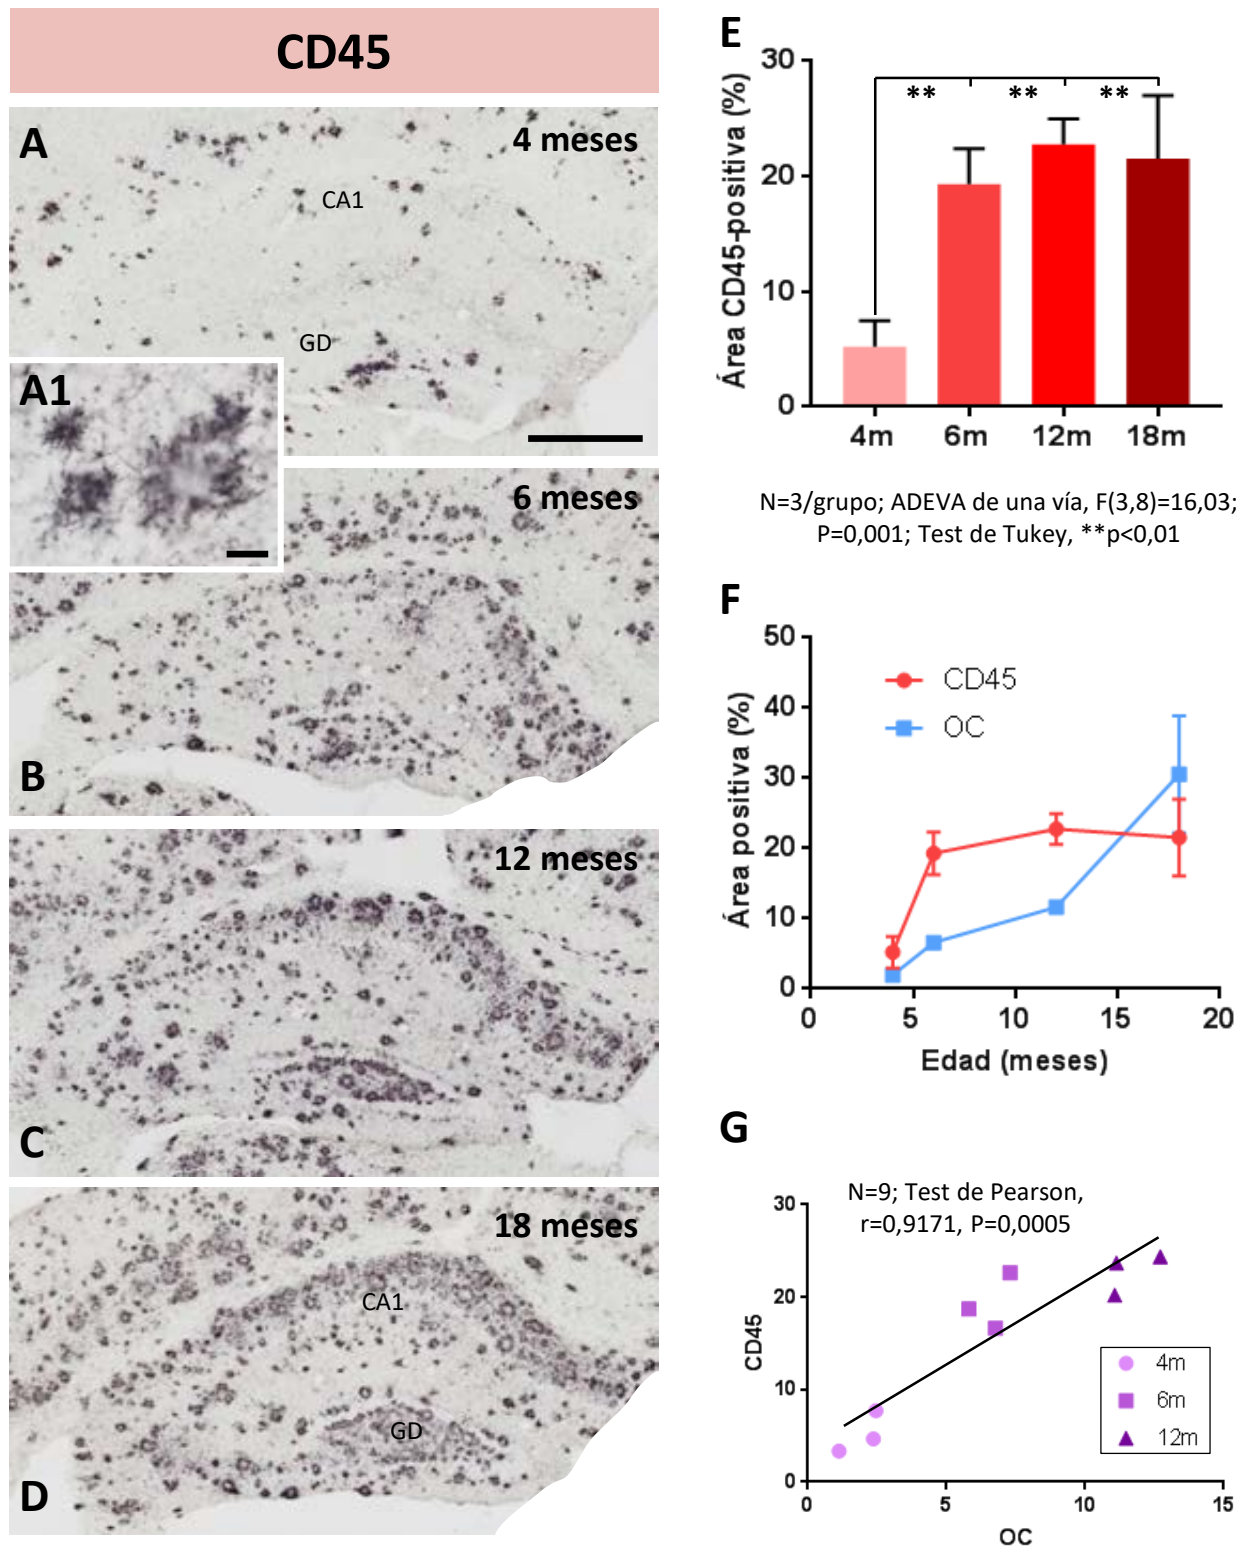 CD45
A
4 meses
CA1
GD
A1
6 meses
B
12 meses
C
18 meses
CA1
GD
D
E
Área CD45-positiva (%)
30
20
10
0
** ** **
4m 6m 12m 18m
N=3/grupo; ADEVA de una vía, F(3,8)=16,03;
P=0,001; Test de Tukey, **p<0,01
F
Área positiva (%)
50
40
30
20
10
0
CD45
OC
0 5 10 15 20
Edad (meses)
G
N=9; Test de Pearson,
r=0,9171, P=0,0005
CD45
30
20
10
0
4m
6m
12m
0 5 10 15
OC